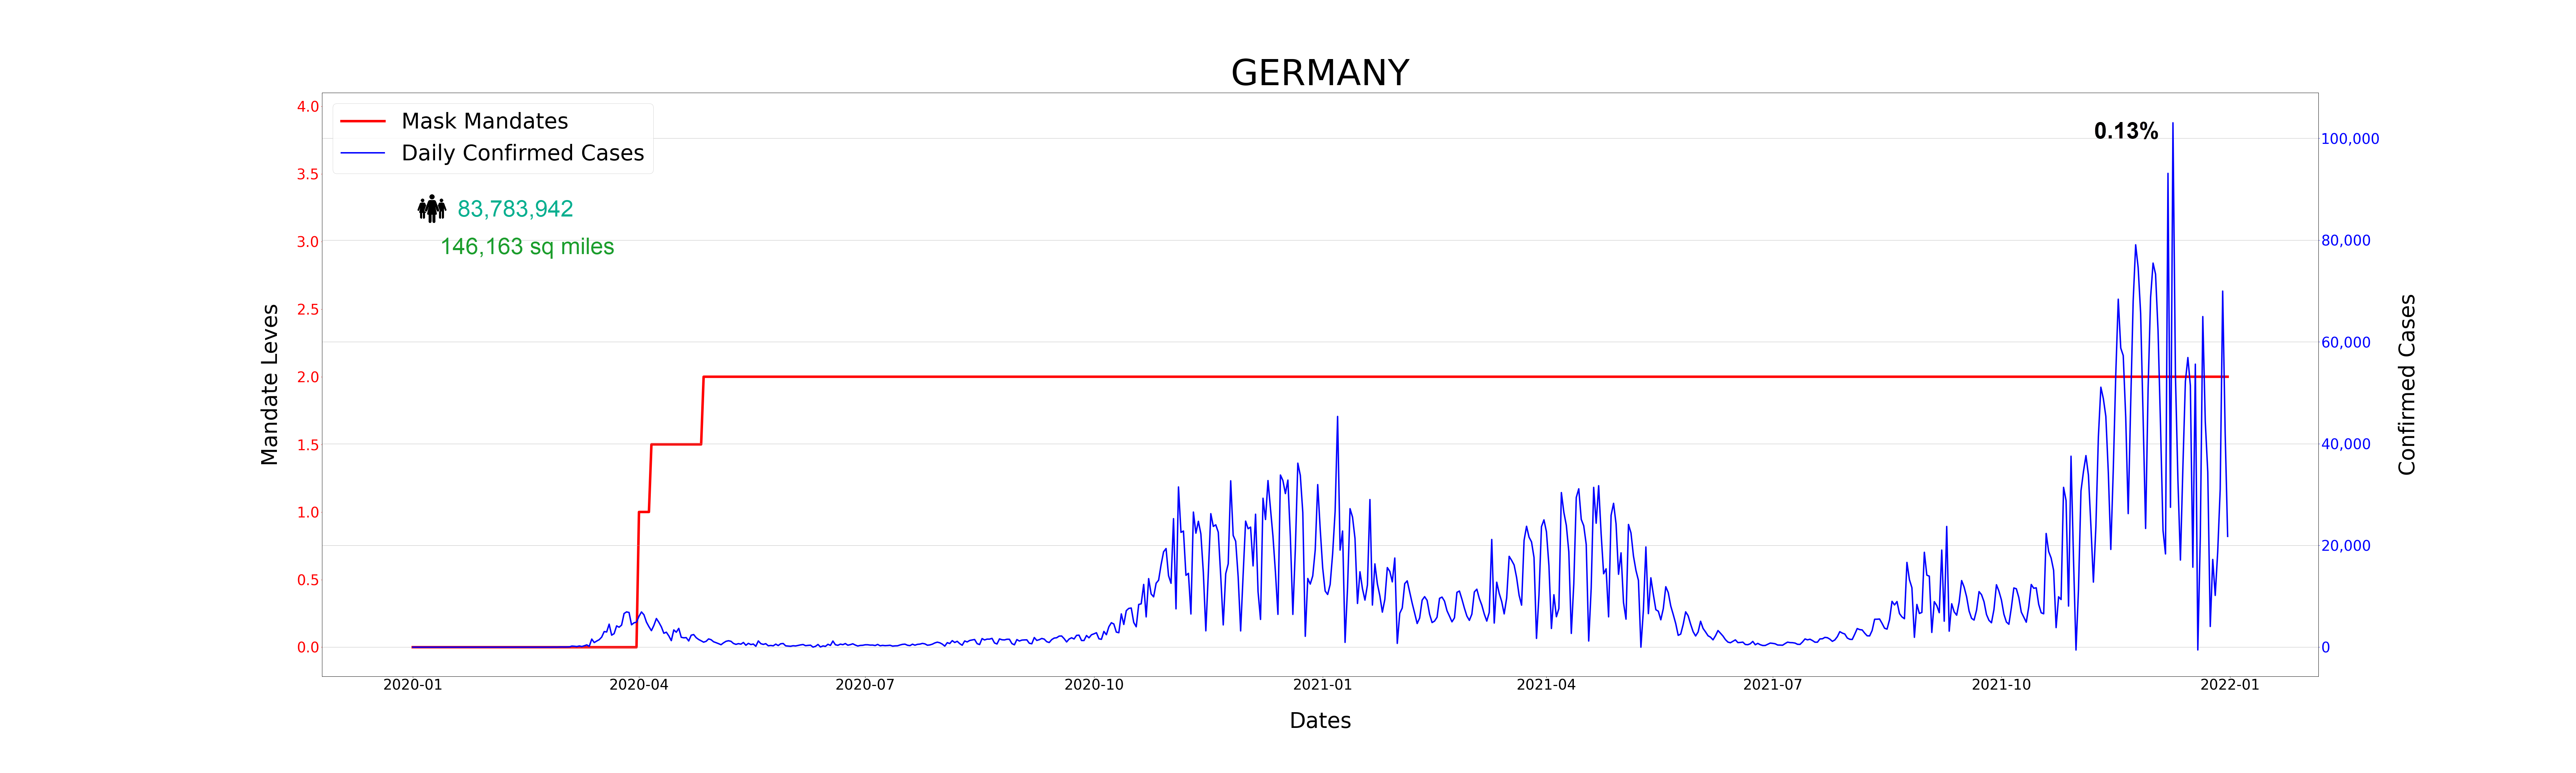 GERMANY
Mask Mandates
Daily Confirmed Cases
83,783,942
146,163 sq miles
0.13%
4.0
3.5
3.0
2.5
2.0
1.5
1.0
0.5
0.0
Mandate Leves
100,000
80,000
60,000
40,000
20,000
0
Confirmed Cases
2020-01 2020-04 2020-07 2020-10 2021-01 2021-04 2021-07 2021-10 2022-01
Dates